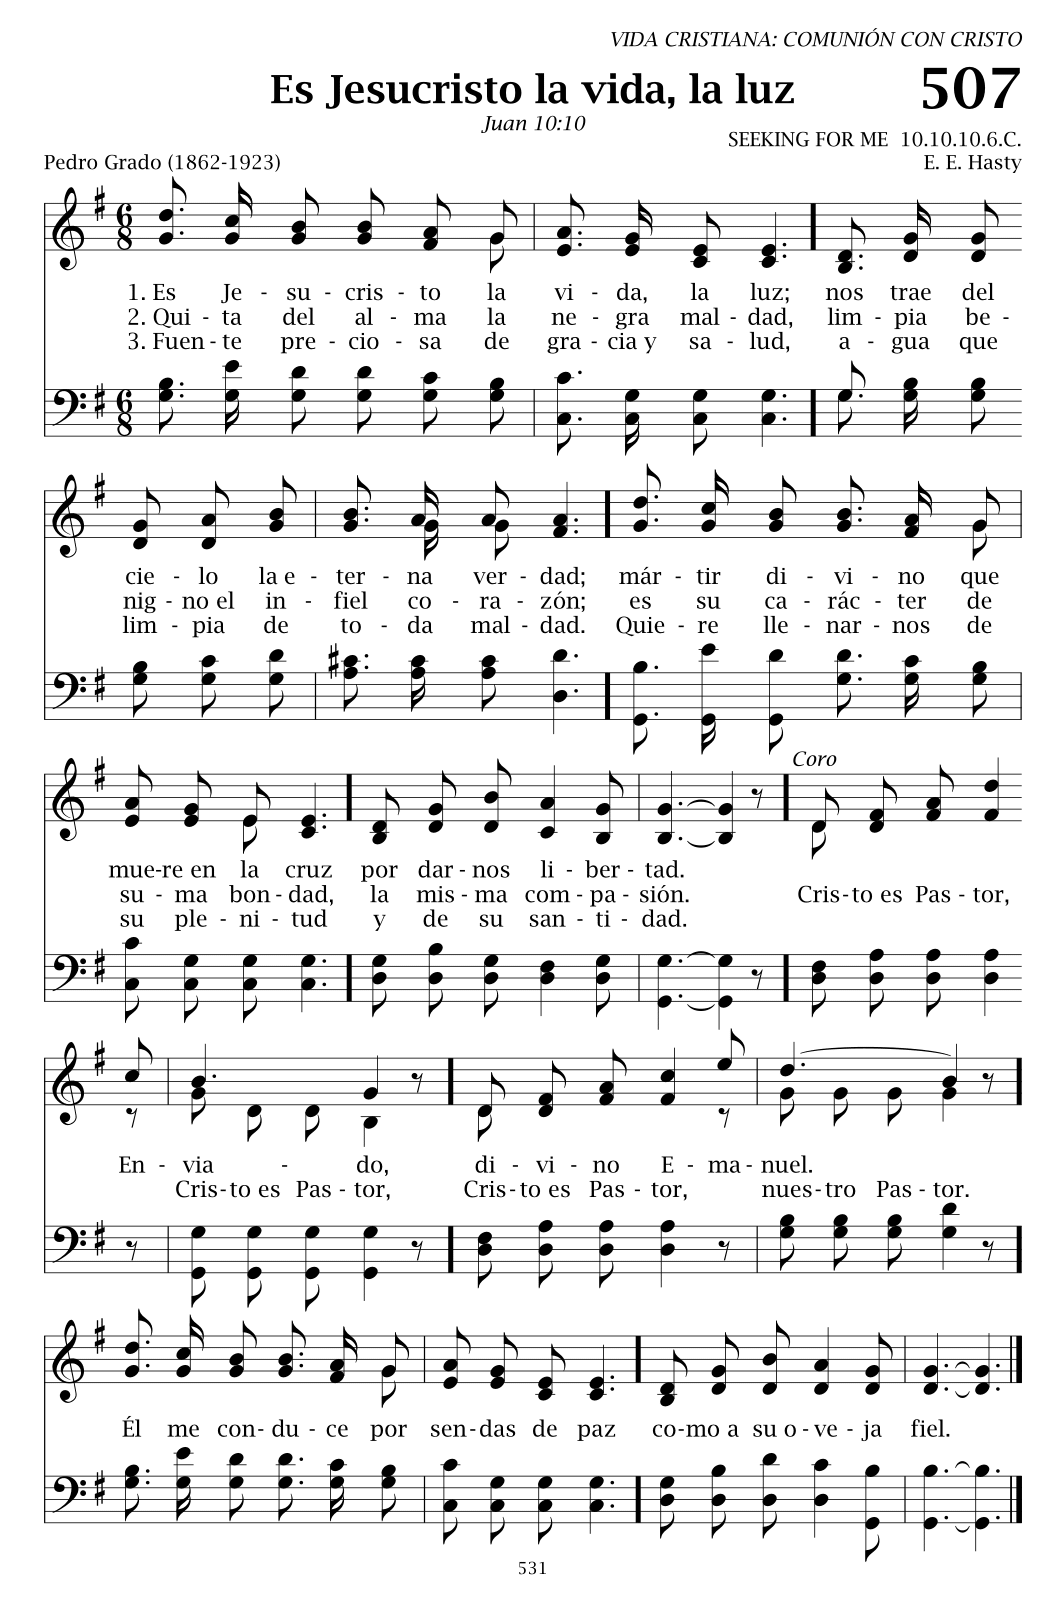 VIDA CRISTIANA: COMUNIÓN CON CRISTO
Es Jesucristo la vida, la luz 507
Juan 10:10
SEEKING FOR ME 10.10.10.6.C.
Pedro Grado (1862-1923) E. E. Hasty
1. Es Je - su - cris - to la vi - da, la luz; nos trae del
2. Qui - ta del al - ma la ne - gra mal - dad, lim - pia be -
3. Fuen - te pre - cio - sa de gra - cia y sa - lud, a - gua que
cie - lo la e - ter - na ver - dad; már - tir di - vi - no que
nig - no el in - fiel co - ra - zón; es su ca - rác - ter de
lim - pia de to - da mal - dad. Quie - re lle - nar - nos de
Coro
mue-re en la cruz por dar - nos li - ber - tad.
su - ma bon - dad, la mis - ma com - pa - sión. Cris-to es Pas - tor,
su ple - ni - tud y de su san - ti - dad.
En - via - do, di - vi - no E - ma - nuel.
Cris-to es Pas - tor, Cris-to es Pas - tor, nues-tro Pas - tor.
Él me con- du - ce por sen-das de paz co-mo a su o - ve - ja fiel.
531